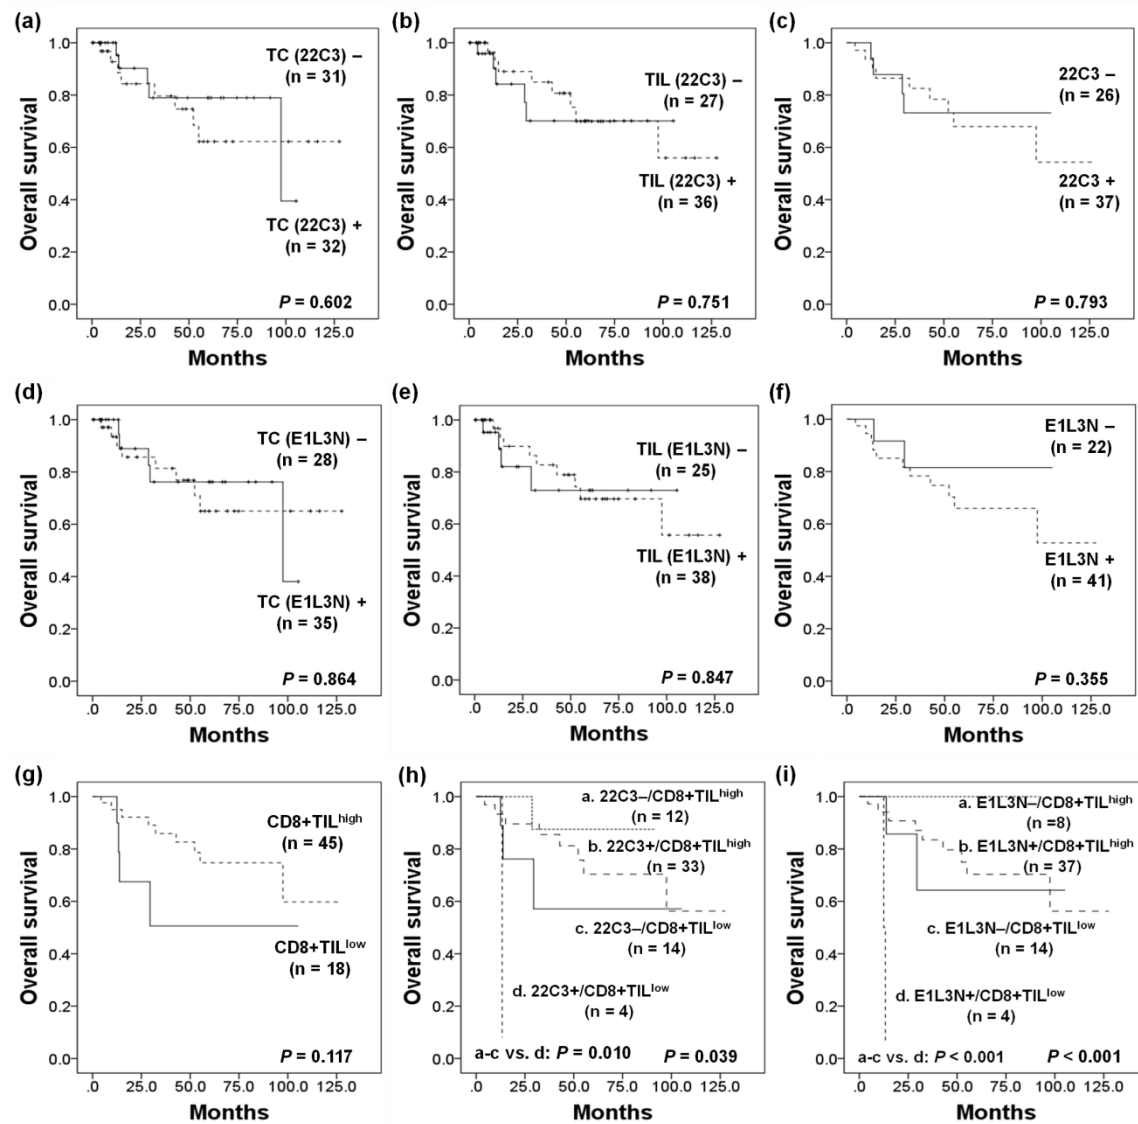 (a)
Overall survival
1.0
0.8
0.6
0.4
0.2
0.0
TC (22C3) –
(n = 31)
TC (22C3) +
(n = 32)
P = 0.602
.0 25.0 50.0 75.0 100.0 125.0
Months
(b)
Overall survival
1.0
0.8
0.6
0.4
0.2
0.0
TIL (22C3) –
(n = 27)
TIL (22C3) +
(n = 36)
P = 0.751
.0 25.0 50.0 75.0 100.0 125.0
Months
(c)
Overall survival
1.0
0.8
0.6
0.4
0.2
0.0
22C3 –
(n = 26)
22C3 +
(n = 37)
P = 0.793
.0 25.0 50.0 75.0 100.0 125.0
Months
(d)
Overall survival
1.0
0.8
0.6
0.4
0.2
0.0
TC (E1L3N) –
(n = 28)
TC (E1L3N) +
(n = 35)
P = 0.864
.0 25.0 50.0 75.0 100.0 125.0
Months
(e)
Overall survival
1.0
0.8
0.6
0.4
0.2
0.0
TIL (E1L3N) –
(n = 25)
TIL (E1L3N) +
(n = 38)
P = 0.847
.0 25.0 50.0 75.0 100.0 125.0
Months
(f)
Overall survival
1.0
0.8
0.6
0.4
0.2
0.0
E1L3N –
(n = 22)
E1L3N +
(n = 41)
P = 0.355
.0 25.0 50.0 75.0 100.0 125.0
Months
(g)
Overall survival
1.0
0.8
0.6
0.4
0.2
0.0
CD8+TILhigh
(n = 45)
CD8+TILlow
(n = 18)
P = 0.117
.0 25.0 50.0 75.0 100.0 125.0
Months
(h)
Overall survival
1.0
0.8
0.6
0.4
0.2
0.0
a. 22C3–/CD8+TILhigh
(n = 12)
b. 22C3+/CD8+TILhigh
(n = 33)
c. 22C3–/CD8+TILlow
(n = 14)
d. 22C3+/CD8+TILlow
(n = 4)
a-c vs. d: P = 0.010 P = 0.039
.0 25.0 50.0 75.0 100.0 125.0
Months
(i)
Overall survival
1.0
0.8
0.6
0.4
0.2
0.0
a. E1L3N–/CD8+TILhigh
(n =8)
b. E1L3N+/CD8+TILhigh
(n = 37)
c. E1L3N–/CD8+TILlow
(n = 14)
d. E1L3N+/CD8+TILlow
(n = 4)
a-c vs. d: P < 0.001 P < 0.001
.0 25.0 50.0 75.0 100.0 125.0
Months